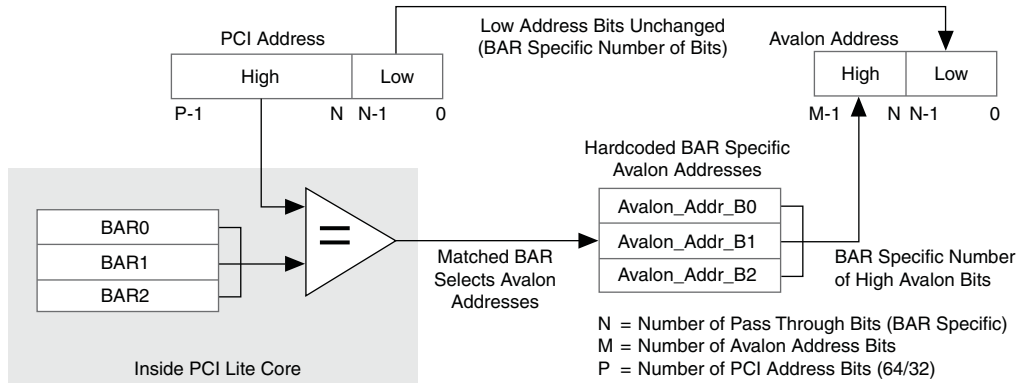 Low Address Bits Unchanged
(BAR Specific Number of Bits)
PCI Address
High Low
P-1 N N-1 0
Avalon Address
High Low
M-1 N N-1 0
Hardcoded BAR Specific
Avalon Addresses
BAR0
BAR1
BAR2
=
Matched BAR
Selects Avalon
Addresses
Avalon_Addr_B0
Avalon_Addr_B1
Avalon_Addr_B2
BAR Specific Number
of High Avalon Bits
Inside PCI Lite Core
N = Number of Pass Through Bits (BAR Specific)
M = Number of Avalon Address Bits
P = Number of PCI Address Bits (64/32)